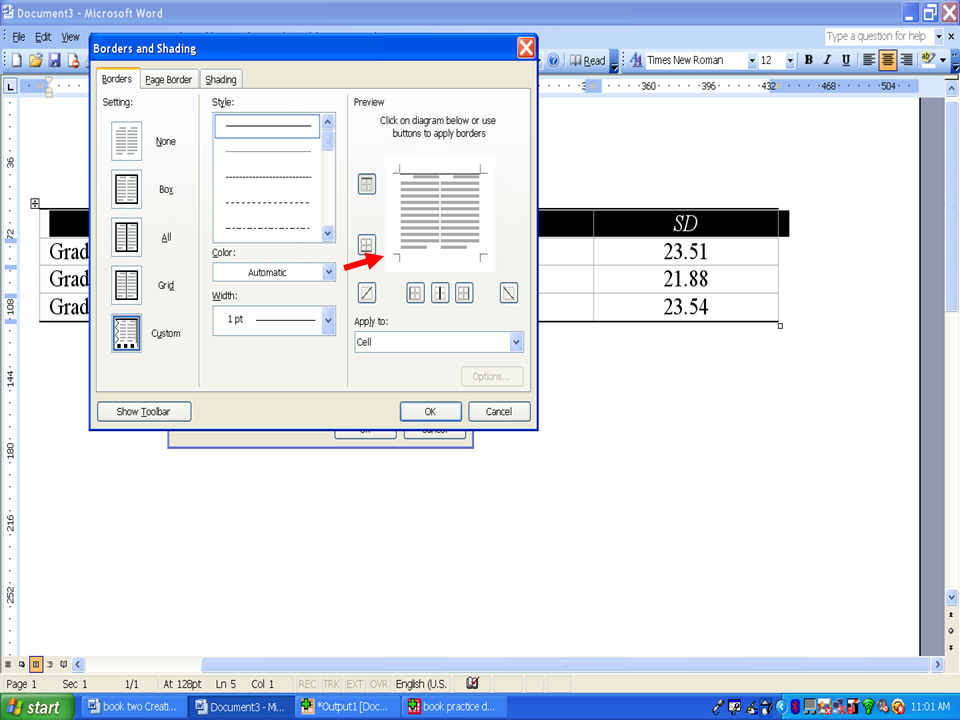 Document3 - Microsoft Word
File Edit View
Type a question for help
Read
Times New Roman
12
B I U
Borders and Shading
Borders
Page Border
Shading
Setting:
None
Box
All
Grid
Custom
Style:
Color:
Automatic
Width:
1 pt
Preview
Click on diagram below or use
buttons to apply borders
Apply to:
Cell
Options...
Show Toolbar
OK
Cancel
L
360 396 432 468 504
36
72
108
144
180
216
252
SD
Grad 23.51
Grad 21.88
Grad 23.54
Page 1 Sec 1 1/1 At 128pt Ln 5 Col 1 REC TRK EXT OVR English (U.S.
start
book two Creati...
Document3 - Mi...
*Output1 [Doc...
book practice d...
11:01 AM